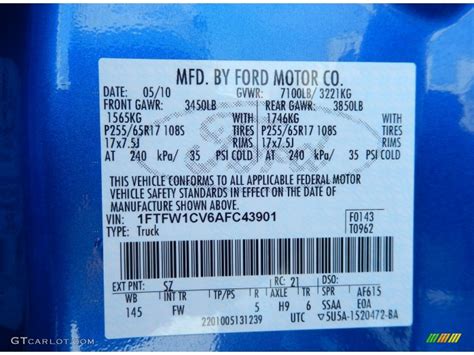 MFD. BY FORD MOTOR CO.
DATE: 05/10 GVWR: 7100LB/ 3221KG
FRONT GAWR: 3450LB REAR GAWR: 3850LB
1565KG 1746KG
P255/65R17 108S TIRES P255/65R17 108S TIRES
17x7.5J RIMS 17x7.5J RIMS
AT 240 kPa/ 35 PSI COLD AT 240 kPa/ 35 PSI COLD
THIS VEHICLE CONFORMS TO ALL APPLICABLE FEDERAL MOTOR
VEHICLE SAFETY STANDARDS IN EFFECT ON THE DATE OF
MANUFACTURE SHOWN ABOVE.
VIN: 1FTFW1CV6AFC43901 F0143
TYPE: Truck T0962
EXT PNT: SZ RC: 21 DSO:
WB INT TR TP/PS R AXLE TR SPR AF615
145 FW 5 H9 6 SSAA E0A
2201005131239 UTC 5U5A-1520472-BA
GTcarlot.com